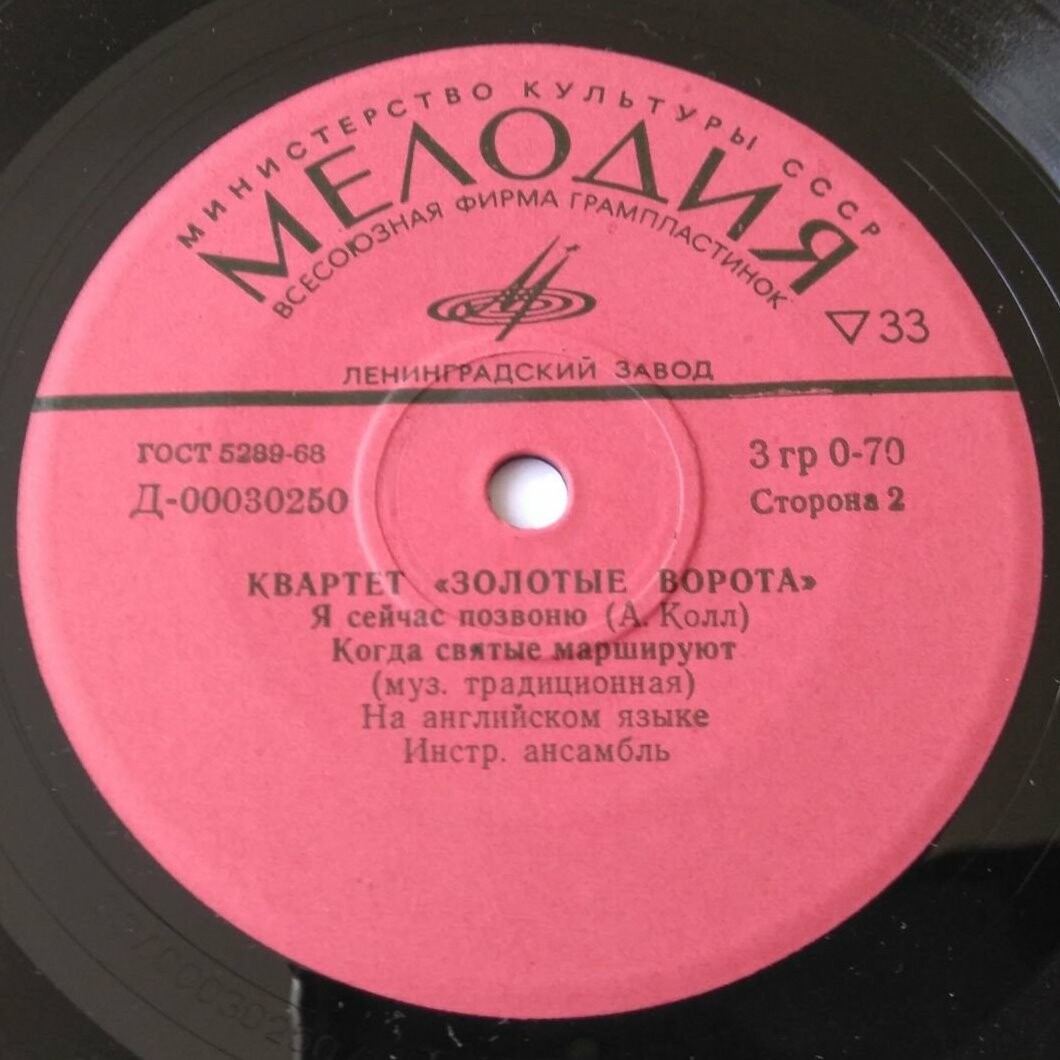 МИНИСТЕРСТВО КУЛЬТУРЫ СССР
МЕЛОДИЯ
ВСЕСОЮЗНАЯ ФИРМА ГРАМПЛАСТИНОК
33
ЛЕНИНГРАДСКИЙ ЗАВОД
ГОСТ 5289-68
3 гр 0-70
Д-00030250
Сторона 2
КВАРТЕТ «ЗОЛОТЫЕ ВОРОТА»
Я сейчас позвоню (А. Колл)
Когда святые маршируют
(муз. традиционная)
На английском языке
Инстр. ансамбль